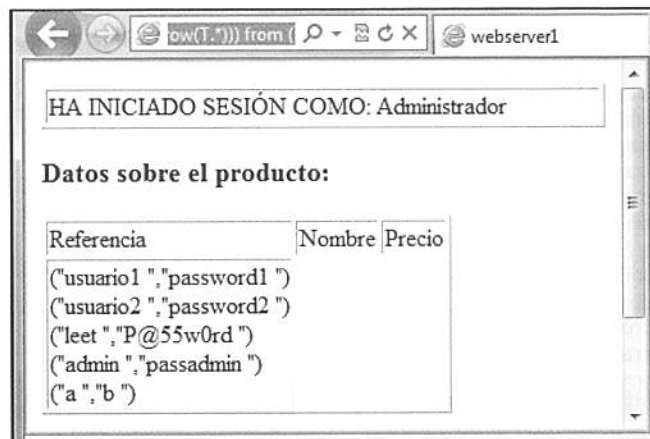 ow(T.*))) from (
webserver1
HA INICIADO SESIÓN COMO: Administrador
Datos sobre el producto:
Referencia Nombre Precio
("usuario1 ","password1 ")
("usuario2 ","password2 ")
("leet ","P@55w0rd ")
("admin ","passadmin ")
("a ","b ")